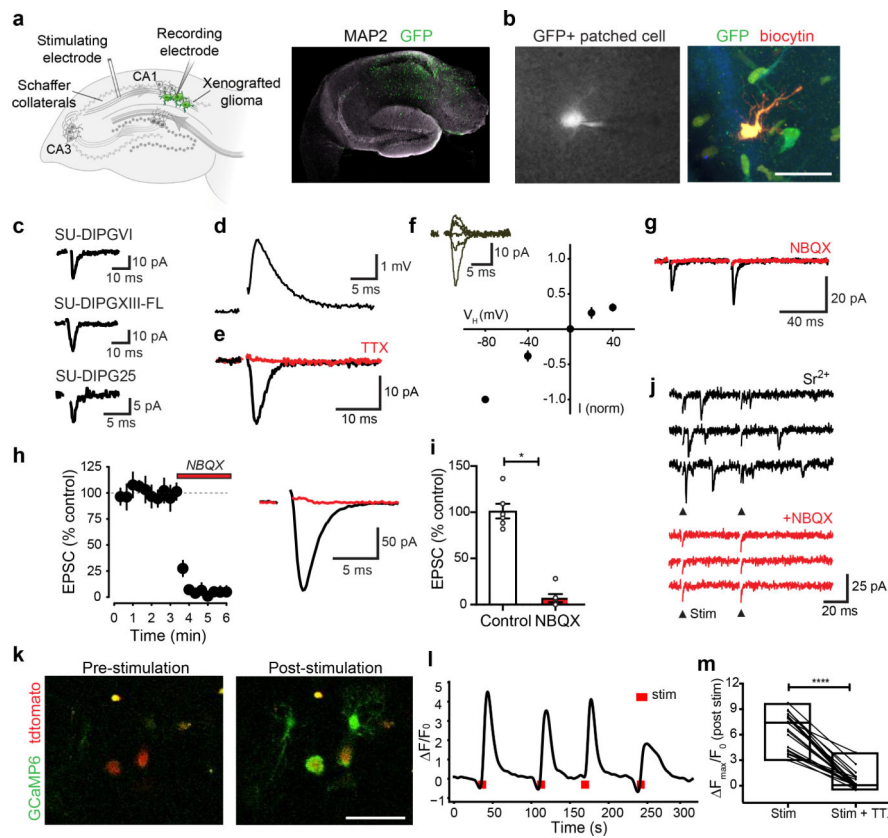 a
Stimulating
electrode
Recording
electrode
CA1
Schaffer
collaterals
Xenografted
glioma
CA3
MAP2 GFP
b
GFP+ patched cell
GFP biocytin
c
SU-DIPGVI
10 pA
10 ms
SU-DIPGXIII-FL
10 pA
10 ms
SU-DIPG25
5 pA
5 ms
d
1 mV
5 ms
e
TTX
10 pA
10 ms
f
10 pA
5 ms
1.0
0.5
V_H (mV)
-80 -40 0 20 40
-0.5
-1.0
I (norm)
g
NBQX
20 pA
40 ms
h
NBQX
EPSC (% control)
125
100
75
50
25
0
0 1 2 3 4 5 6
Time (min)
50 pA
5 ms
i
*
EPSC (% control)
150
100
50
0
Control NBQX
j
Sr²⁺
+NBQX
25 pA
20 ms
Stim
k
Pre-stimulation
Post-stimulation
GCaMP6 tdtomato
l
stim
ΔF/F₀
5
4
3
2
1
0
−1
0 50 100 150 200 250 300
Time (s)
m
****
ΔF_max/F₀ (post stim)
9
6
3
0
Stim
Stim + TT